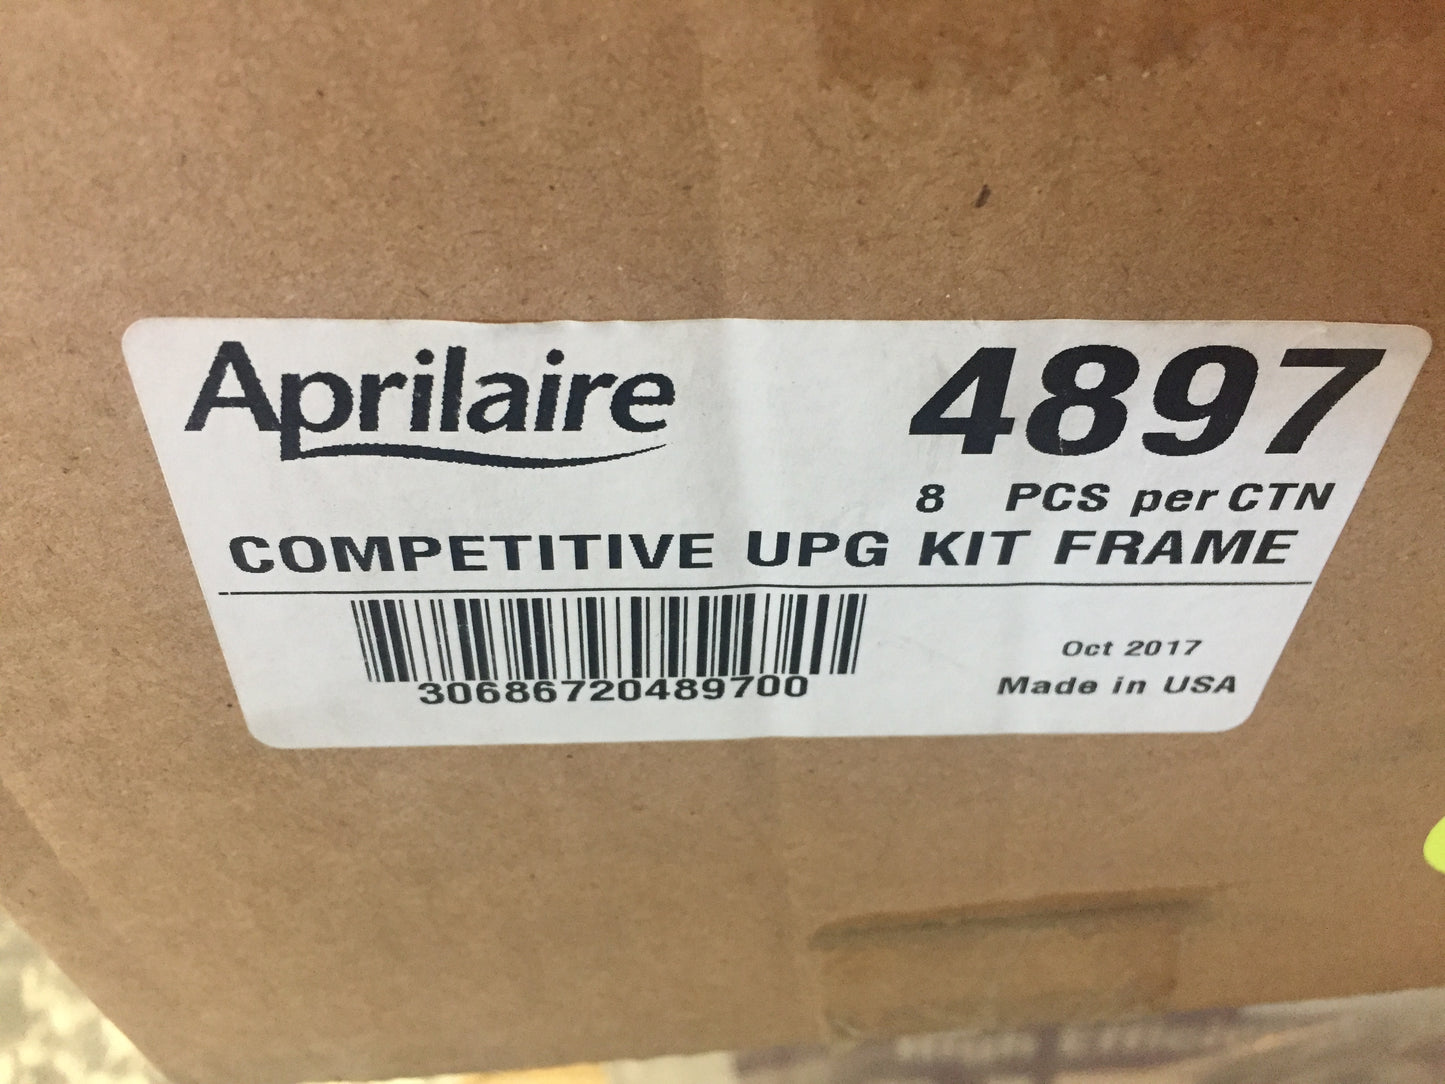 Aprilaire
4897
8 PCS per CTN
COMPETITIVE UPG KIT FRAME
30686720489700
Oct 2017
Made in USA